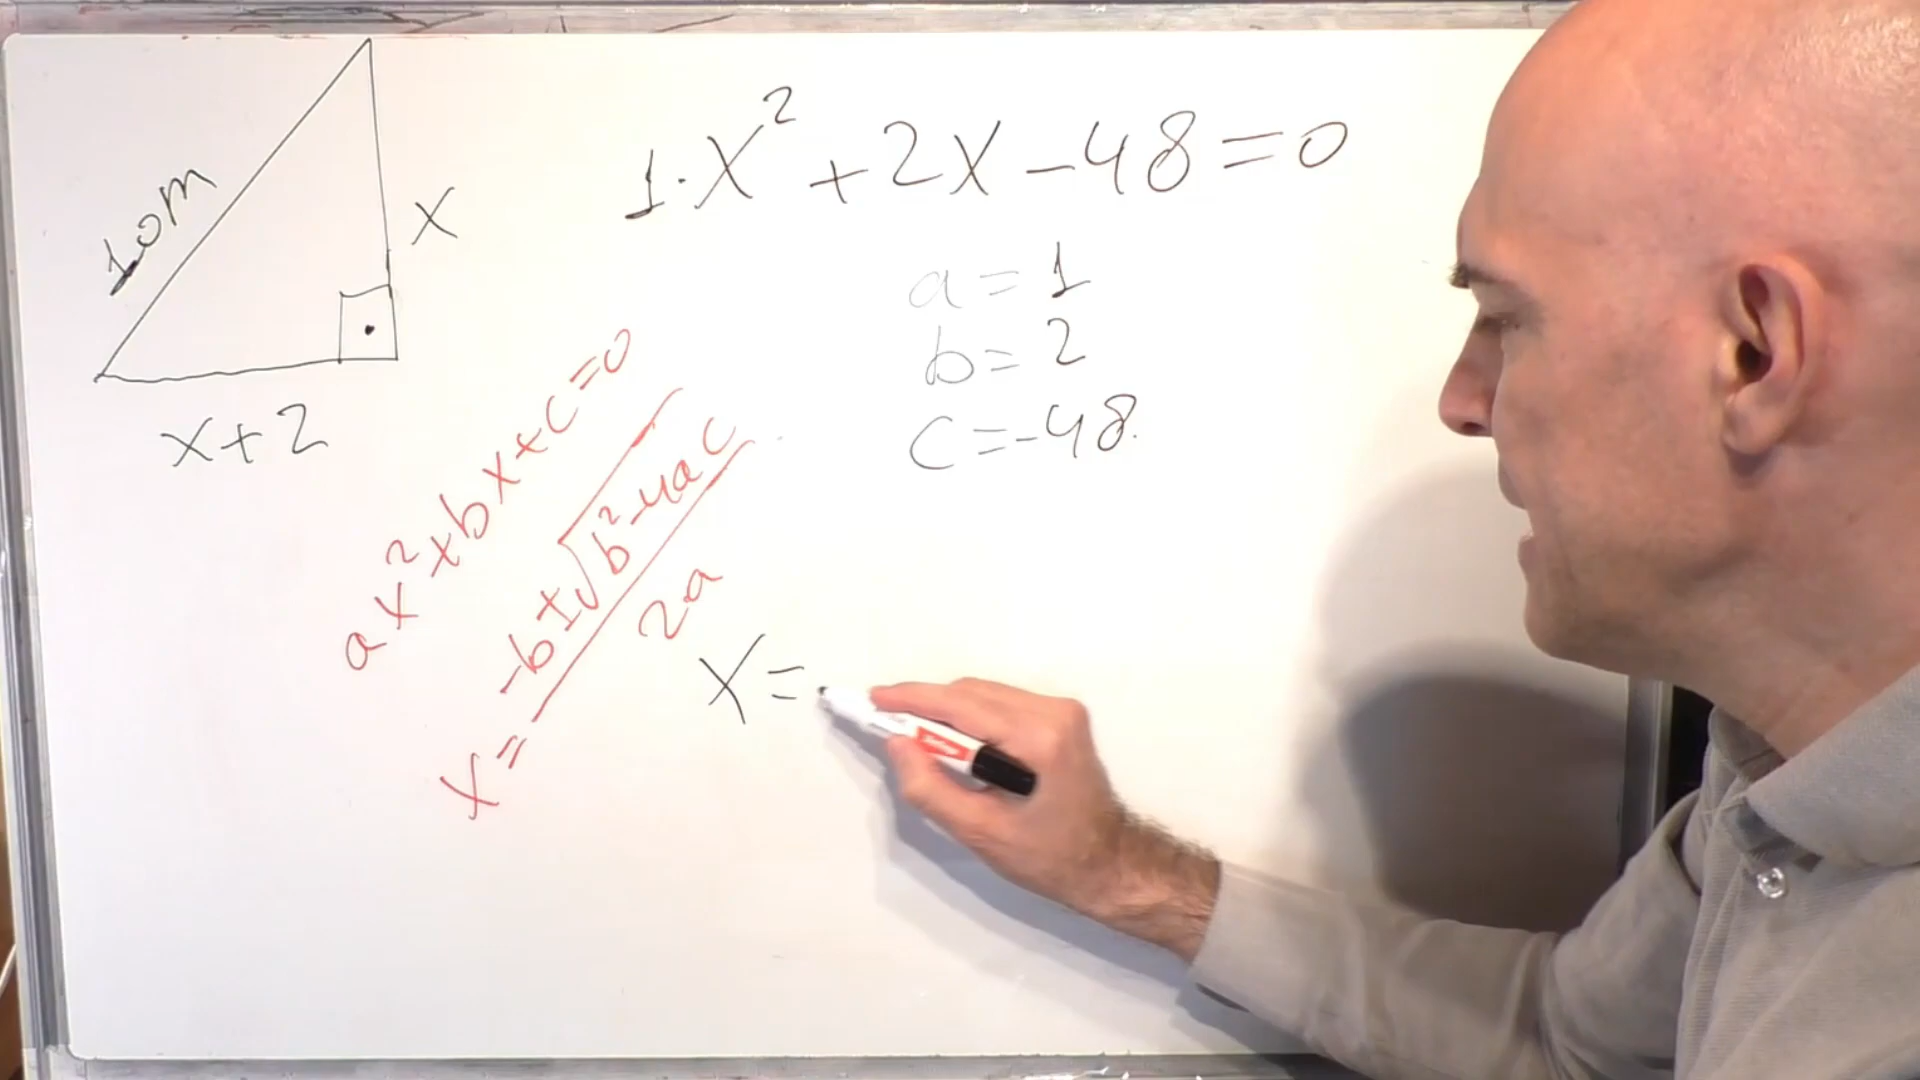 10m
x
x+2
1·x² +2x-48=0
a=1
b=2
c=-48
ax²+bx+c=0
x= -b±√b²-4ac
2a
x=